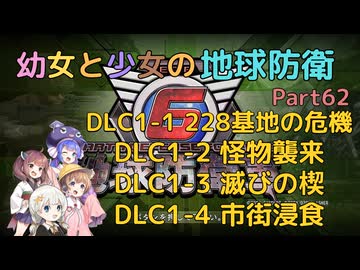 幼女と少女の地球防衛
Part62
DLC1-1 228基地の危機
DLC1-2 怪物襲来
DLC1-3 滅びの楔
DLC1-4 市街浸食
6